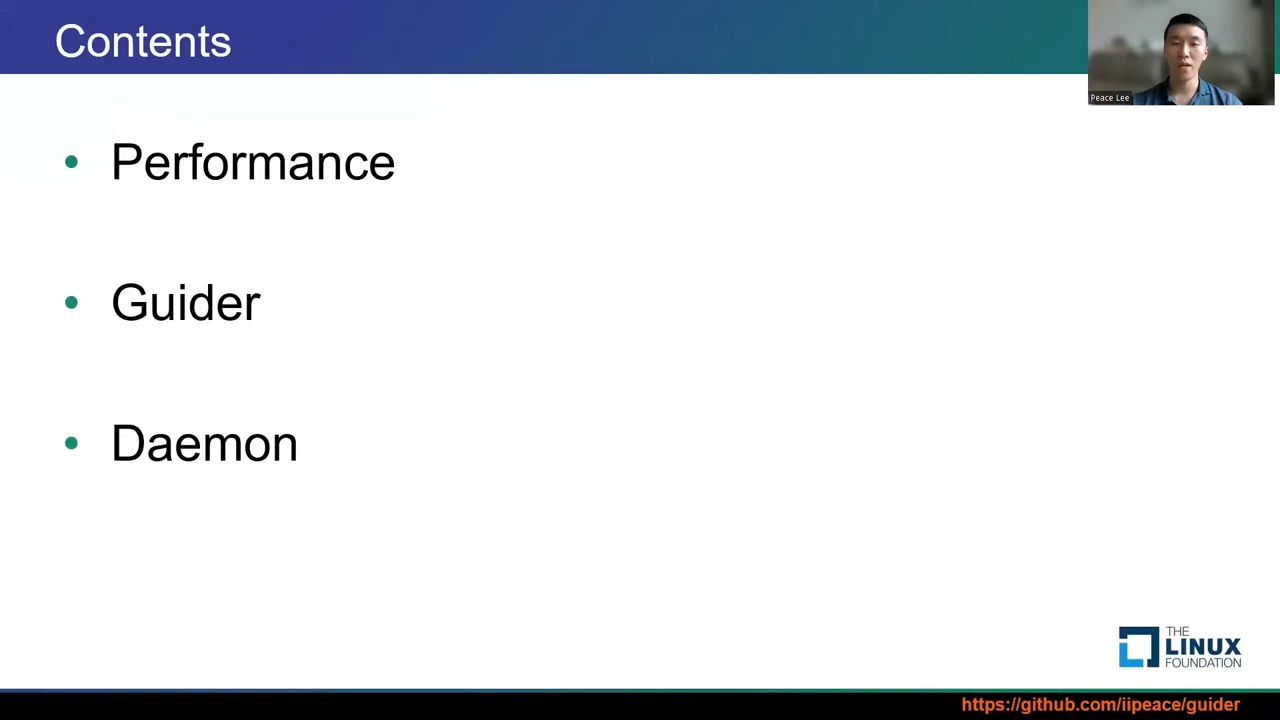 Contents
Peace Lee
• Performance
• Guider
• Daemon
THE
LINUX
FOUNDATION
https://github.com/iipeace/guider